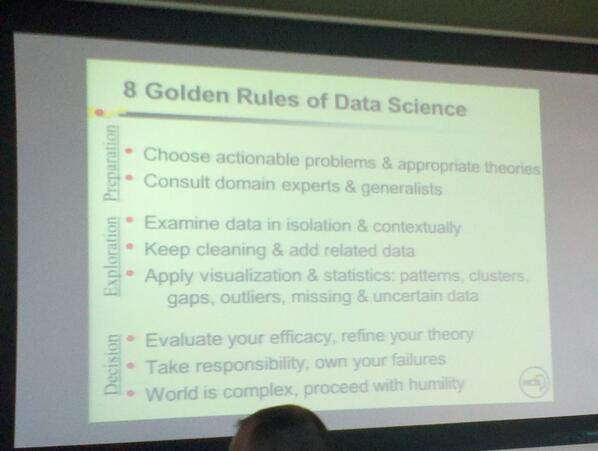 8 Golden Rules of Data Science
Preparation
• Choose actionable problems & appropriate theories
• Consult domain experts & generalists
Exploration
• Examine data in isolation & contextually
• Keep cleaning & add related data
• Apply visualization & statistics: patterns, clusters,
gaps, outliers, missing & uncertain data
Decision
• Evaluate your efficacy, refine your theory
• Take responsibility, own your failures
• World is complex, proceed with humility